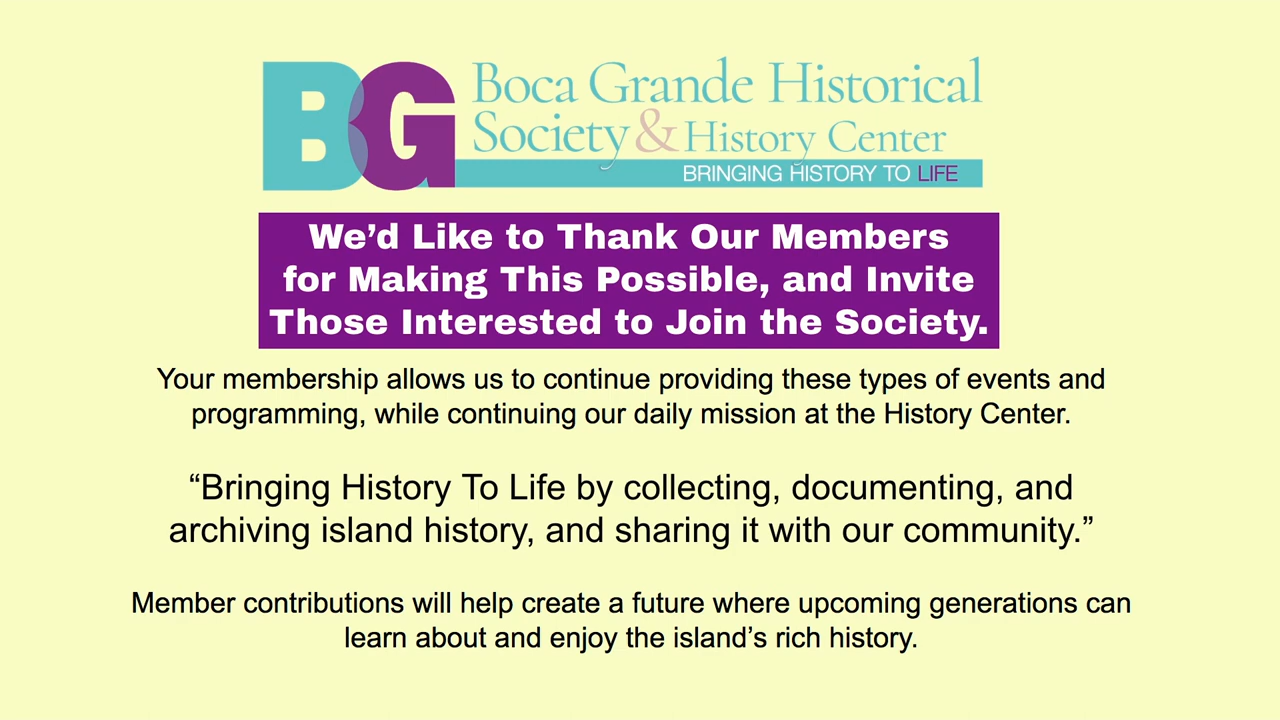 BG
Boca Grande Historical
Society & History Center
BRINGING HISTORY TO LIFE
We’d Like to Thank Our Members
for Making This Possible, and Invite
Those Interested to Join the Society.
Your membership allows us to continue providing these types of events and
programming, while continuing our daily mission at the History Center.
“Bringing History To Life by collecting, documenting, and
archiving island history, and sharing it with our community.”
Member contributions will help create a future where upcoming generations can
learn about and enjoy the island’s rich history.